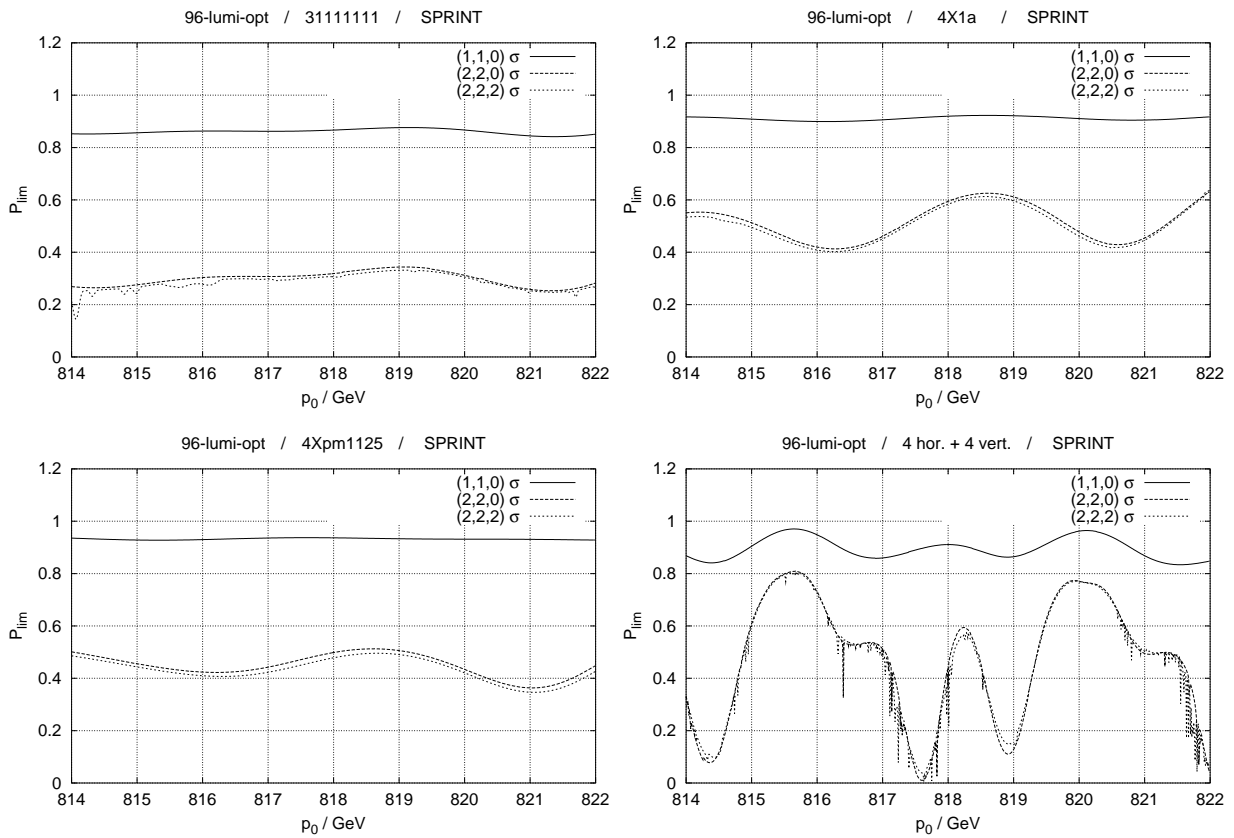 96-lumi-opt / 31111111 / SPRINT
(1,1,0) σ
(2,2,0) σ
(2,2,2) σ
1.2
1
0.8
0.6
0.4
0.2
0
P_lim
814 815 816 817 818 819 820 821 822
p_0 / GeV
96-lumi-opt / 4X1a / SPRINT
(1,1,0) σ
(2,2,0) σ
(2,2,2) σ
1.2
1
0.8
0.6
0.4
0.2
0
P_lim
814 815 816 817 818 819 820 821 822
p_0 / GeV
96-lumi-opt / 4Xpm1125 / SPRINT
(1,1,0) σ
(2,2,0) σ
(2,2,2) σ
1.2
1
0.8
0.6
0.4
0.2
0
P_lim
814 815 816 817 818 819 820 821 822
p_0 / GeV
96-lumi-opt / 4 hor. + 4 vert. / SPRINT
(1,1,0) σ
(2,2,0) σ
(2,2,2) σ
1.2
1
0.8
0.6
0.4
0.2
0
P_lim
814 815 816 817 818 819 820 821 822
p_0 / GeV